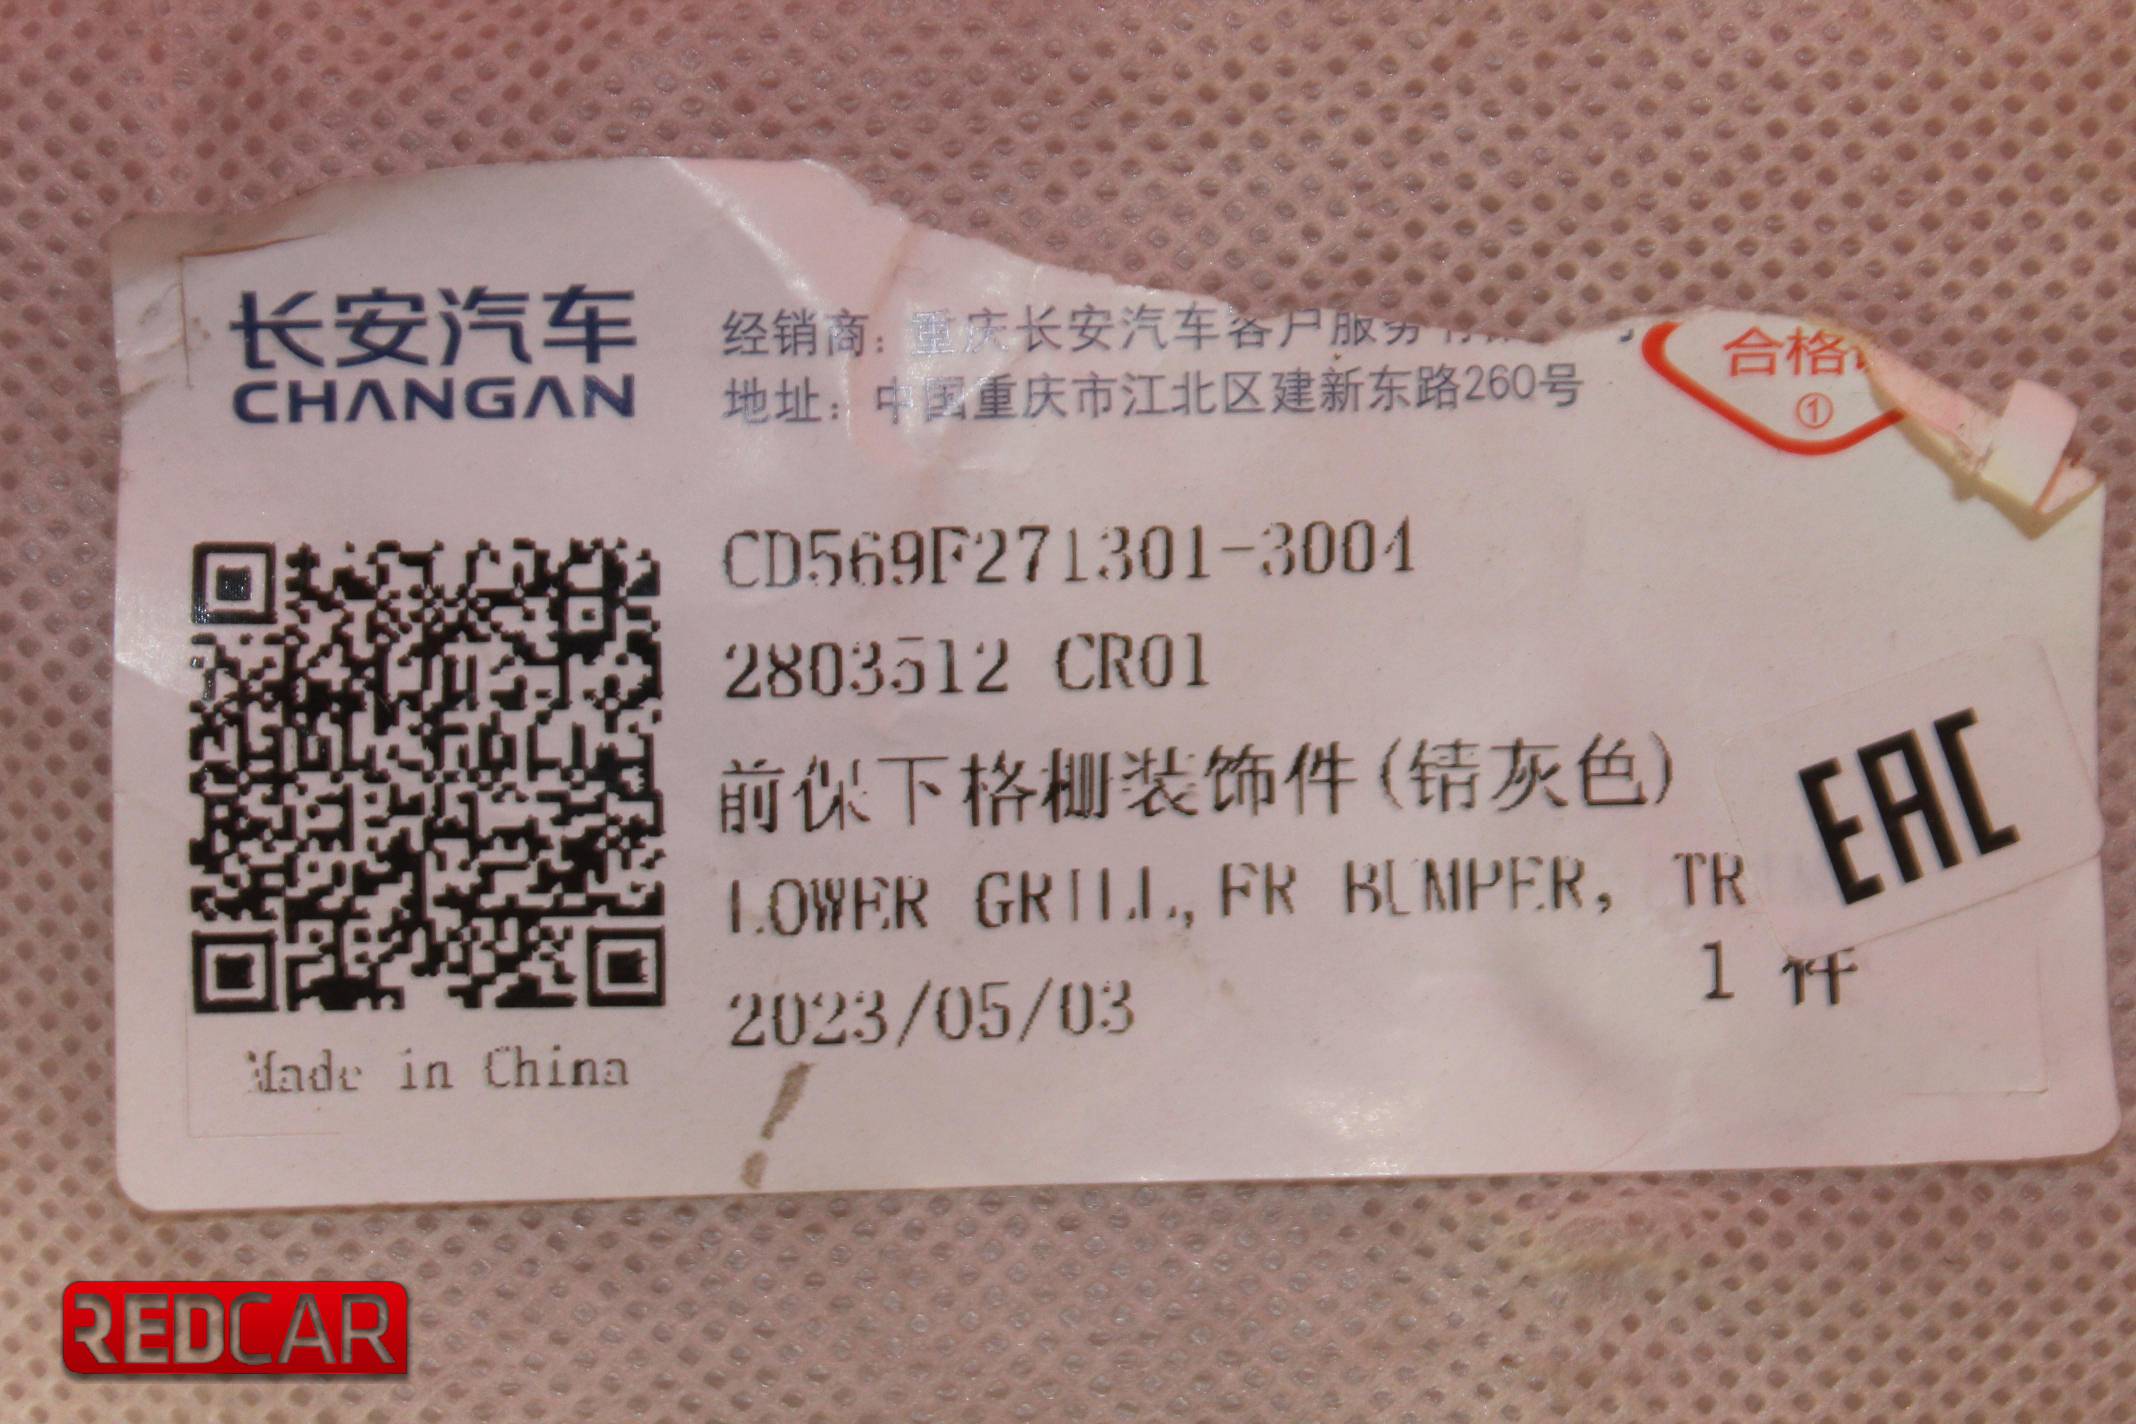 长安汽车
CHANGAN
经销商：重庆长安汽车客户服务有限
地址：中国重庆市江北区建新东路260号
合格
①
CD569F271301-3004
2803512 CR01
前保下格栅装饰件(锖灰色)
LOWER GRILL,FR BUMPER, TR
EAC
1 件
2023/05/03
Made in China
REDCAR